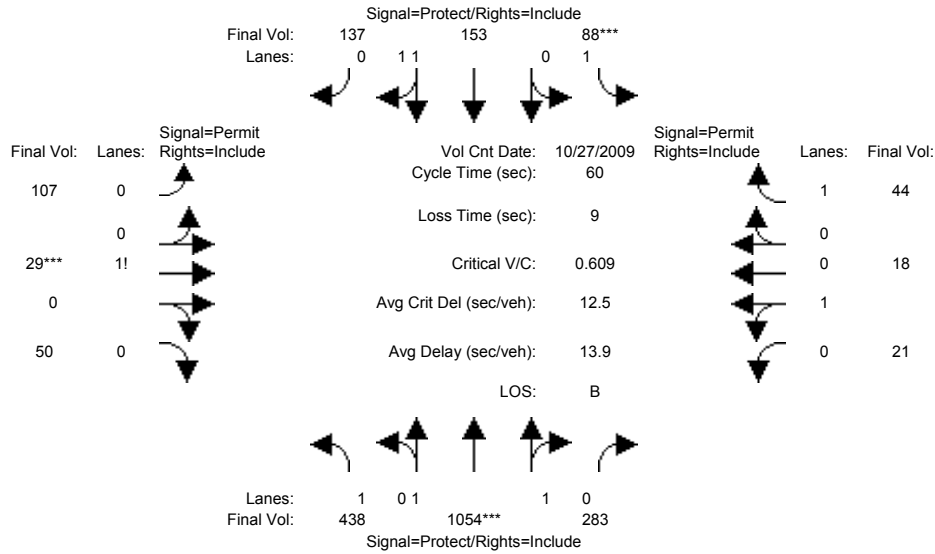 Signal=Protect/Rights=Include
Final Vol: 137 153 88***
Lanes: 0 1 1 0 1
Signal=Permit Signal=Permit
Final Vol: Lanes: Rights=Include Vol Cnt Date: 10/27/2009 Rights=Include Lanes: Final Vol:
Cycle Time (sec): 60
107 0 1 44
Loss Time (sec): 9
0 0
29*** 1! Critical V/C: 0.609 0 18
0 0 Avg Crit Del (sec/veh): 12.5 1
50 0 Avg Delay (sec/veh): 13.9 0 21
LOS: B
Lanes: 1 0 1 1 0
Final Vol: 438 1054*** 283
Signal=Protect/Rights=Include